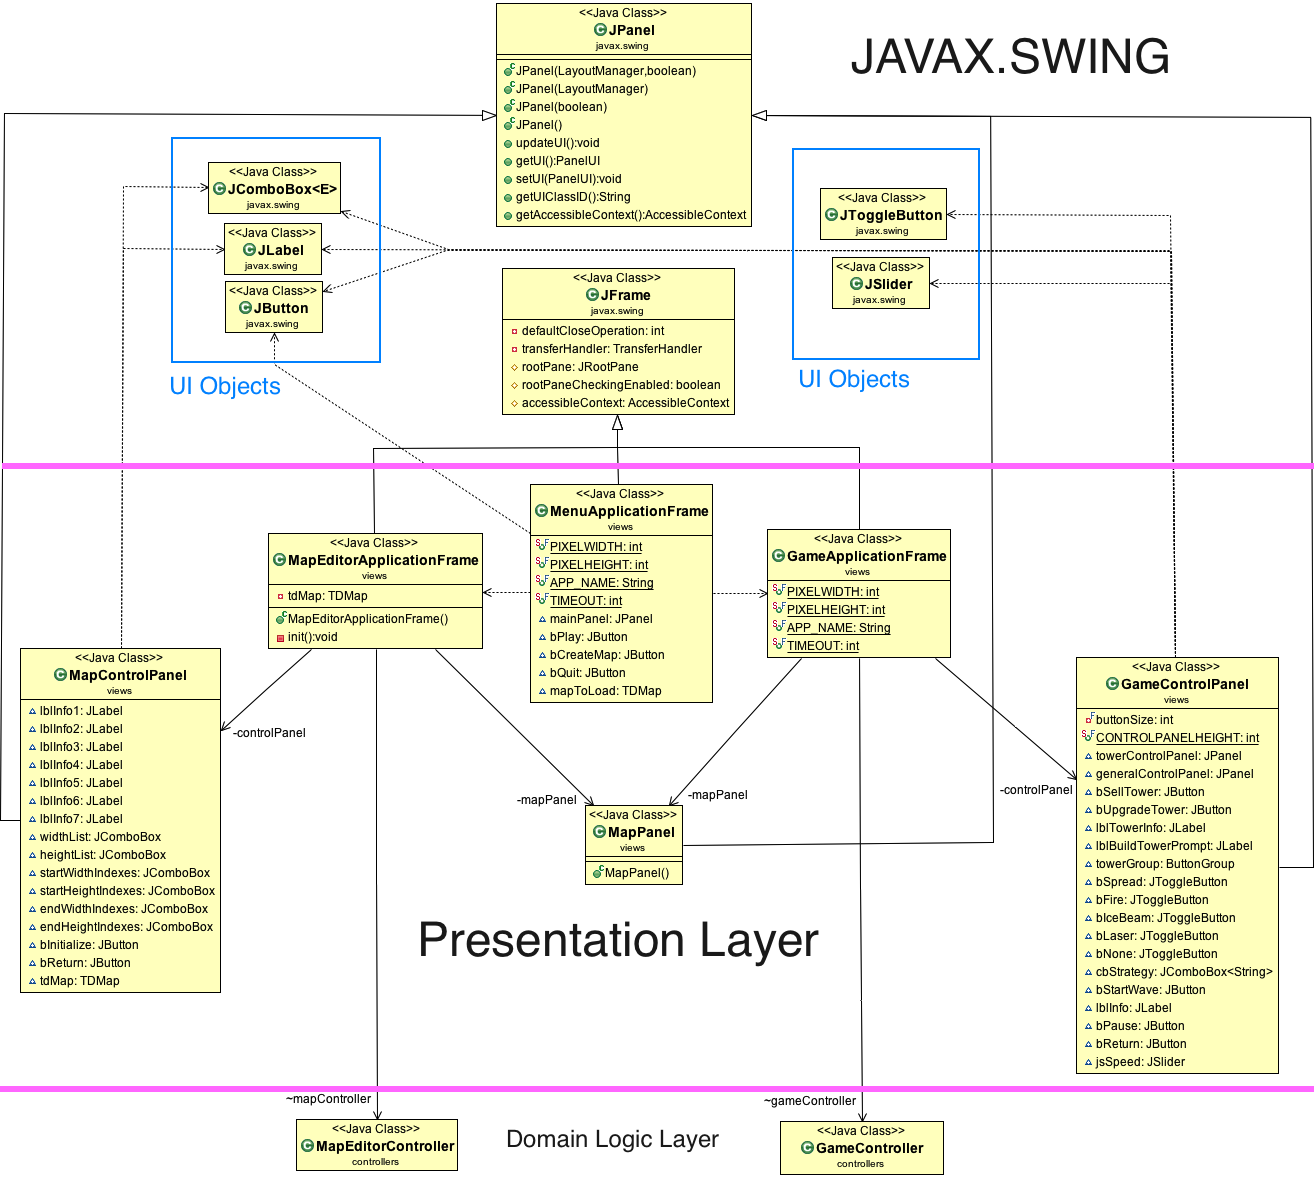 <<Java Class>>
JPanel
javax.swing
JPanel(LayoutManager,boolean)
JPanel(LayoutManager)
JPanel(boolean)
JPanel()
updateUI():void
getUI():PanelUI
setUI(PanelUI):void
getUIClassID():String
getAccessibleContext():AccessibleContext
JAVAX.SWING
<<Java Class>>
JComboBox<E>
javax.swing
<<Java Class>>
JLabel
javax.swing
<<Java Class>>
JButton
javax.swing
UI Objects
<<Java Class>>
JToggleButton
javax.swing
<<Java Class>>
JSlider
javax.swing
UI Objects
<<Java Class>>
JFrame
javax.swing
defaultCloseOperation: int
transferHandler: TransferHandler
rootPane: JRootPane
rootPaneCheckingEnabled: boolean
accessibleContext: AccessibleContext
<<Java Class>>
MapEditorApplicationFrame
views
tdMap: TDMap
MapEditorApplicationFrame()
init():void
<<Java Class>>
MenuApplicationFrame
views
PIXELWIDTH: int
PIXELHEIGHT: int
APP_NAME: String
TIMEOUT: int
mainPanel: JPanel
bPlay: JButton
bCreateMap: JButton
bQuit: JButton
mapToLoad: TDMap
<<Java Class>>
GameApplicationFrame
views
PIXELWIDTH: int
PIXELHEIGHT: int
APP_NAME: String
TIMEOUT: int
<<Java Class>>
MapControlPanel
views
lblInfo1: JLabel
lblInfo2: JLabel
lblInfo3: JLabel
lblInfo4: JLabel
lblInfo5: JLabel
lblInfo6: JLabel
lblInfo7: JLabel
widthList: JComboBox
heightList: JComboBox
startWidthIndexes: JComboBox
startHeightIndexes: JComboBox
endWidthIndexes: JComboBox
endHeightIndexes: JComboBox
bInitialize: JButton
bReturn: JButton
tdMap: TDMap
-controlPanel
-mapPanel
-mapPanel
-controlPanel
<<Java Class>>
MapPanel
views
MapPanel()
<<Java Class>>
GameControlPanel
views
buttonSize: int
CONTROLPANELHEIGHT: int
towerControlPanel: JPanel
generalControlPanel: JPanel
bSellTower: JButton
bUpgradeTower: JButton
lblTowerInfo: JLabel
lblBuildTowerPrompt: JLabel
towerGroup: ButtonGroup
bSpread: JToggleButton
bFire: JToggleButton
bIceBeam: JToggleButton
bLaser: JToggleButton
bNone: JToggleButton
cbStrategy: JComboBox<String>
bStartWave: JButton
lblInfo: JLabel
bPause: JButton
bReturn: JButton
jsSpeed: JSlider
Presentation Layer
~mapController
~gameController
<<Java Class>>
MapEditorController
controllers
Domain Logic Layer
<<Java Class>>
GameController
controllers